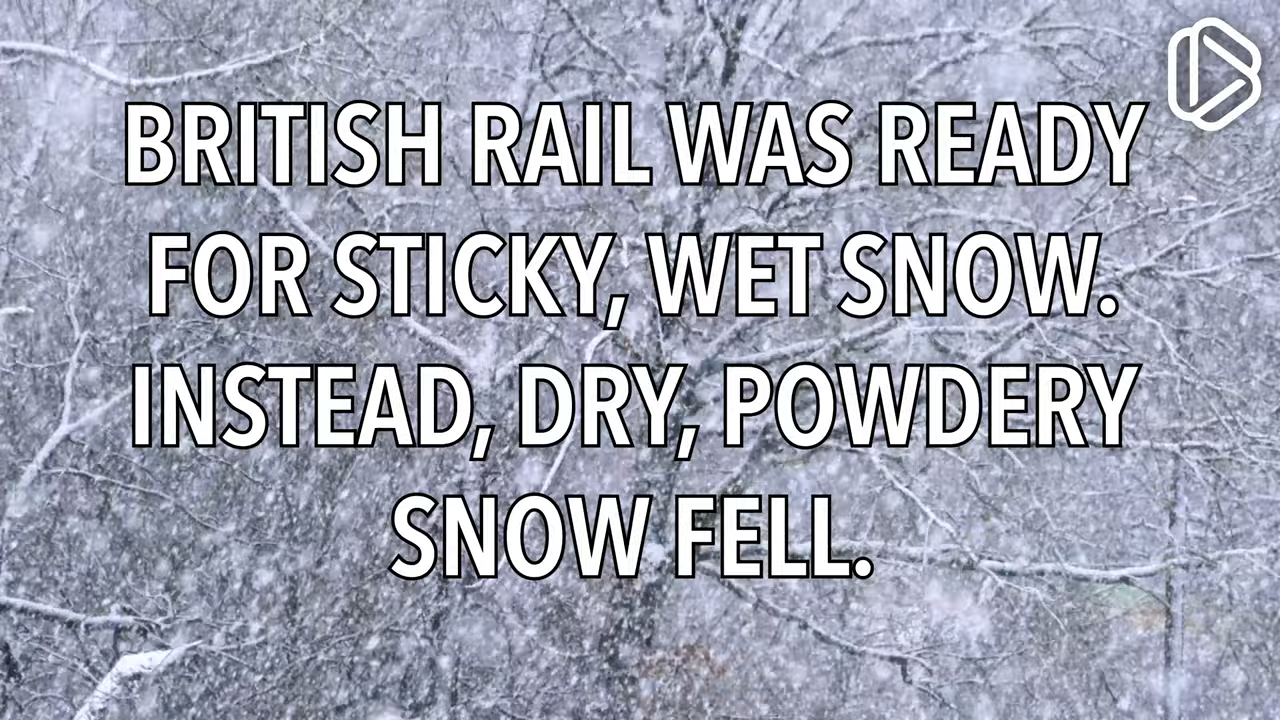 BRITISH RAIL WAS READY
FOR STICKY, WET SNOW.
INSTEAD, DRY, POWDERY
SNOW FELL.